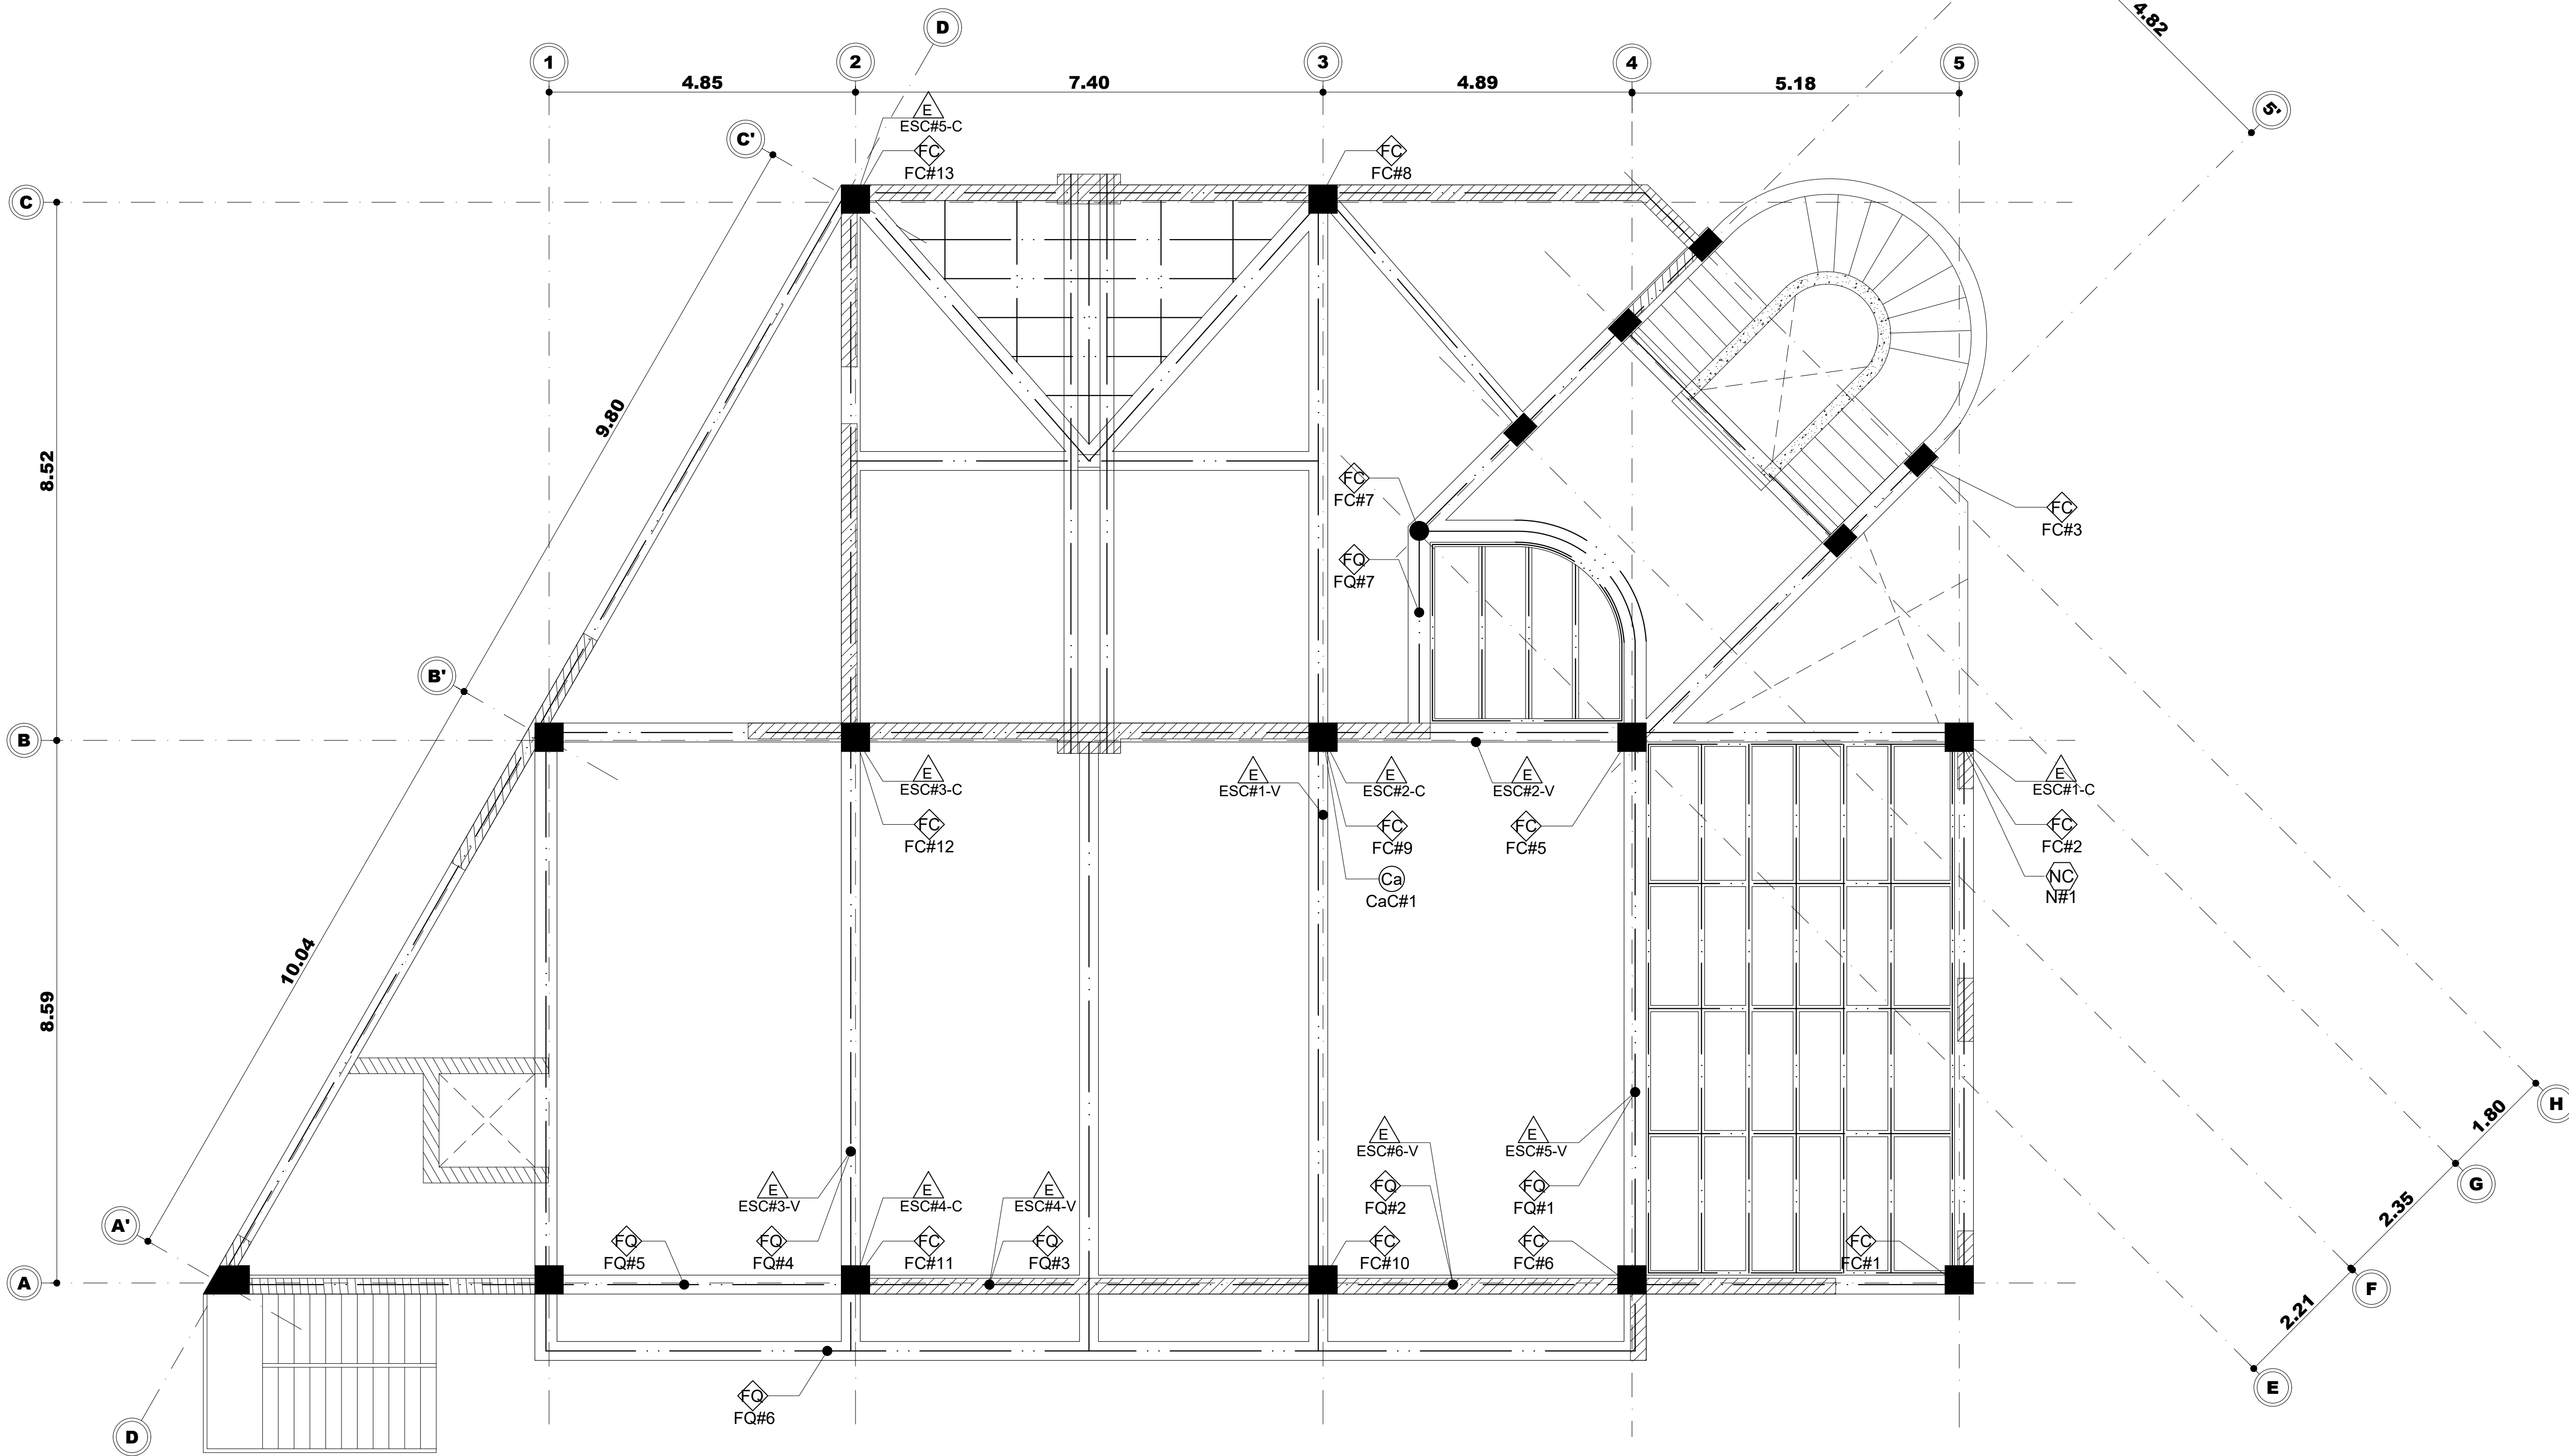 D
4.82
1
2
3
4
5
4.85
7.40
4.89
5.18
5'
E
ESC#5-C
C'
FC
FC#13
FC
FC#8
C
9.80
8.52
FC
FC#7
FC
FC#3
FQ
FQ#7
B'
B
E
ESC#3-C
E
ESC#1-V
E
ESC#2-C
E
ESC#2-V
E
ESC#1-C
FC
FC#12
FC
FC#9
FC
FC#5
FC
FC#2
Ca
CaC#1
NC
N#1
10.04
8.59
E
ESC#6-V
E
ESC#5-V
H
1.80
E
ESC#3-V
E
ESC#4-C
E
ESC#4-V
FQ
FQ#2
FQ
FQ#1
G
2.35
A'
FQ
FQ#5
FQ
FQ#4
FC
FC#11
FQ
FQ#3
FC
FC#10
FC
FC#6
FC
FC#1
A
F
2.21
FQ
FQ#6
E
D